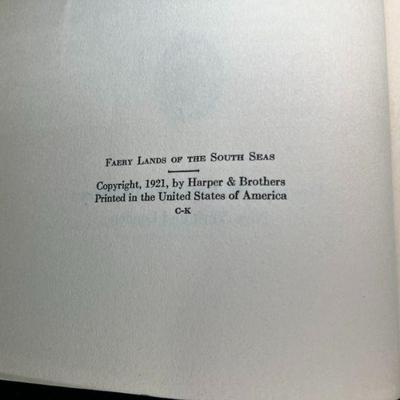 Faery Lands of the South Seas
Copyright, 1921, by Harper & Brothers
Printed in the United States of America
C-K